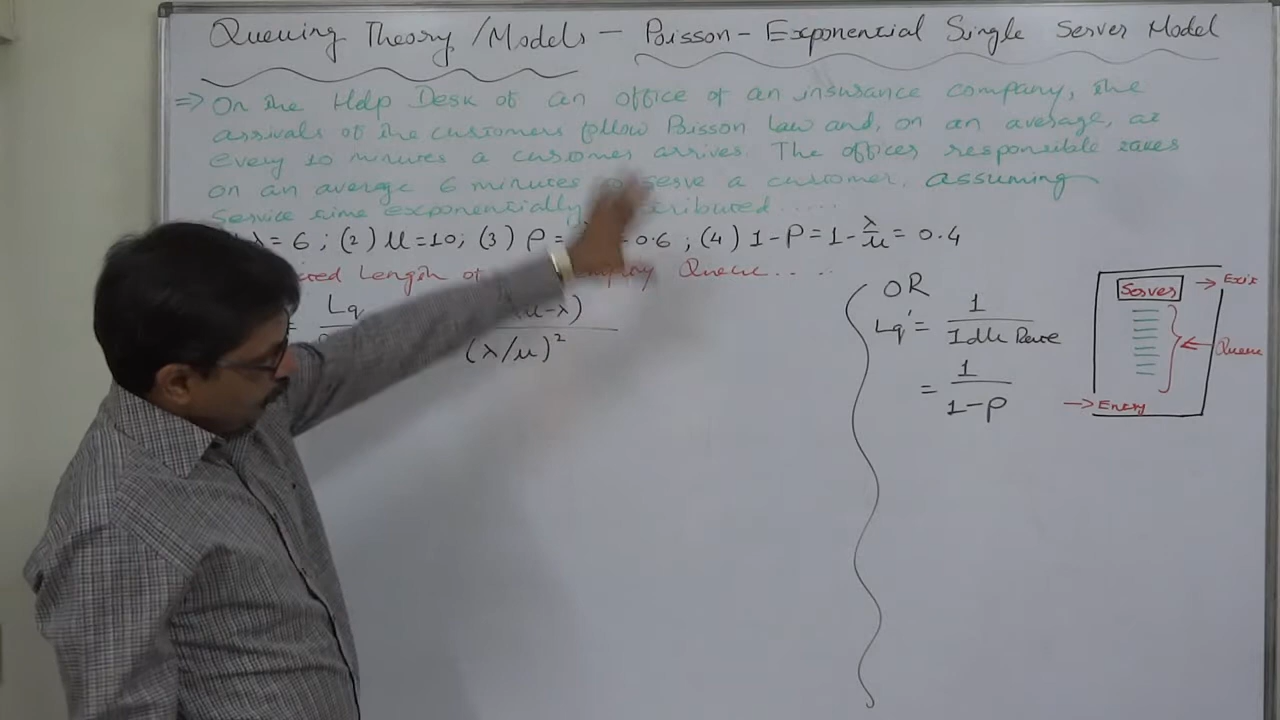 Queuing Theory / Models - Poisson - Exponential Single Server Model
⇒ On the Help Desk of an office of an insurance company, the
arrivals of the customers follow Poisson Law and, on an average, at
every 10 minutes a customer arrives. The officer responsible takes
on an average 6 minutes to serve a customer, assuming
service time exponentially distributed .....
λ = 6 ; (2) μ = 10; (3) ρ = 0.6 ; (4) 1-ρ = 1 - λ/μ = 0.4
Length of Queue ....
= Lq
(μ-λ)
(λ/μ)²
OR
Lq' = 1 / Idle Rate
= 1 / 1-ρ
Server → Exit
← Queue
→ Entry